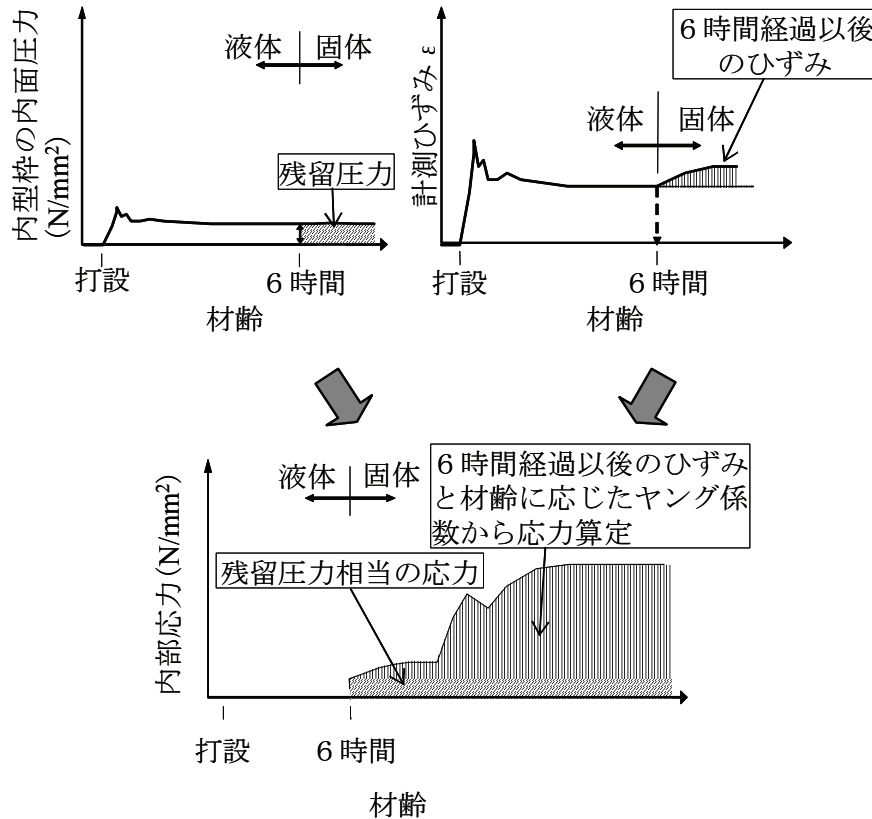 内型枠の内面圧力
(N/mm²)
液体
固体
残留圧力
打設
6時間
材齢
計測ひずみ ε
6時間経過以後
のひずみ
液体
固体
打設
6時間
材齢
内部応力(N/mm²)
液体
固体
6時間経過以後のひずみ
と材齢に応じたヤング係
数から応力算定
残留圧力相当の応力
打設
6時間
材齢